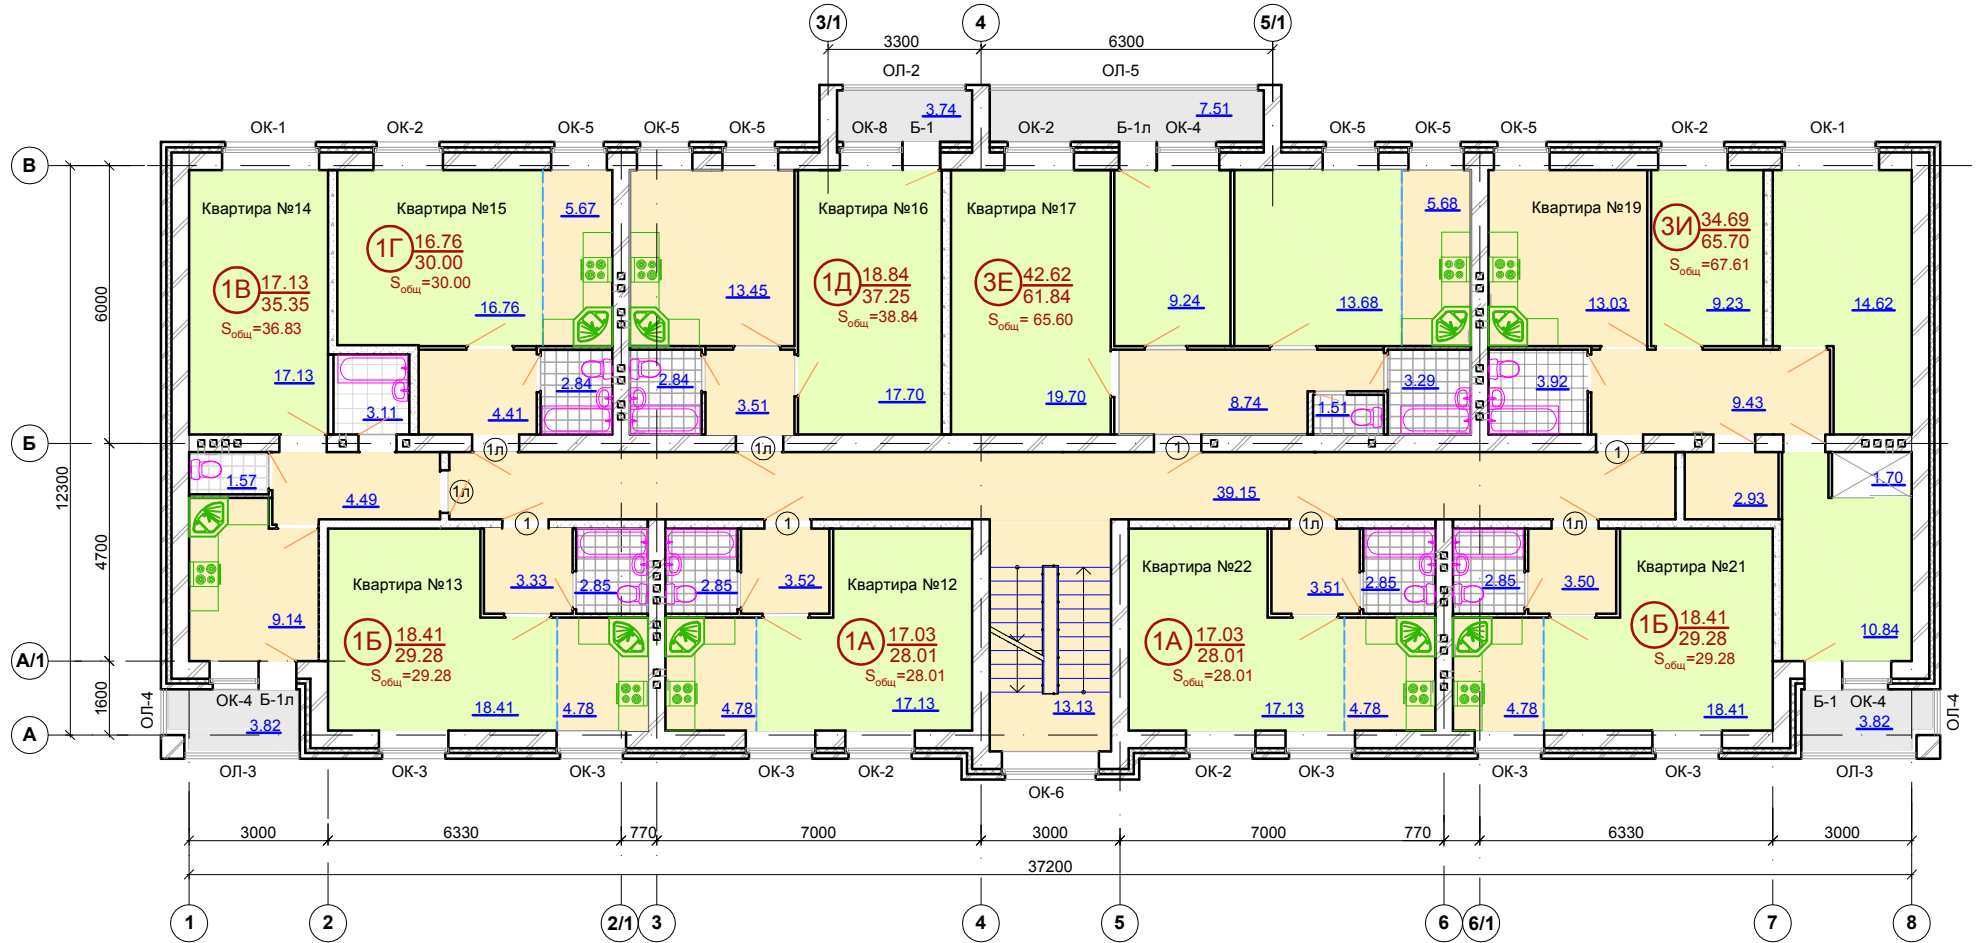 3/1 4 5/1
3300 6300
ОЛ-2 ОЛ-5
3.74 7.51
ОК-1 ОК-2 ОК-5 ОК-5 ОК-5 ОК-8 Б-1 ОК-2 Б-1л ОК-4 ОК-5 ОК-5 ОК-5 ОК-2 ОК-1
В
Квартира №14 Квартира №15 5.67 Квартира №16 Квартира №17 5.68 Квартира №19
1Г 16.76
30.00
Sобщ=30.00
3И 34.69
65.70
Sобщ=67.61
1В 17.13
35.35
Sобщ=36.83
1Д 18.84
37.25
Sобщ=38.84
3Е 42.62
61.84
Sобщ= 65.60
16.76 13.45 9.24 13.68 13.03 9.23 14.62
6000
17.13 2.84 2.84 3.29 3.92
3.11 4.41 3.51 17.70 19.70 8.74 1.51 9.43
Б
1л 1л 1 1
1.57 4.49 1л 39.15 2.93 1.70
12300
1 1 1л 1л
4700
Квартира №13 3.33 2.85 2.85 3.52 Квартира №12 Квартира №22 3.51 2.85 2.85 3.50 Квартира №21
9.14
1Б 18.41
29.28
Sобщ=29.28
1А 17.03
28.01
Sобщ=28.01
1А 17.03
28.01
Sобщ=28.01
1Б 18.41
29.28
Sобщ=29.28
10.84
А/1
1600
ОЛ-4 ОК-4 Б-1л 18.41 4.78 4.78 17.13 13.13 17.13 4.78 4.78 18.41 Б-1 ОК-4 ОЛ-4
3.82 3.82
А
ОЛ-3 ОК-3 ОК-3 ОК-3 ОК-2 ОК-6 ОК-2 ОК-3 ОК-3 ОК-3 ОЛ-3
3000 6330 770 7000 3000 7000 770 6330 3000
37200
1 2 2/1 3 4 5 6 6/1 7 8